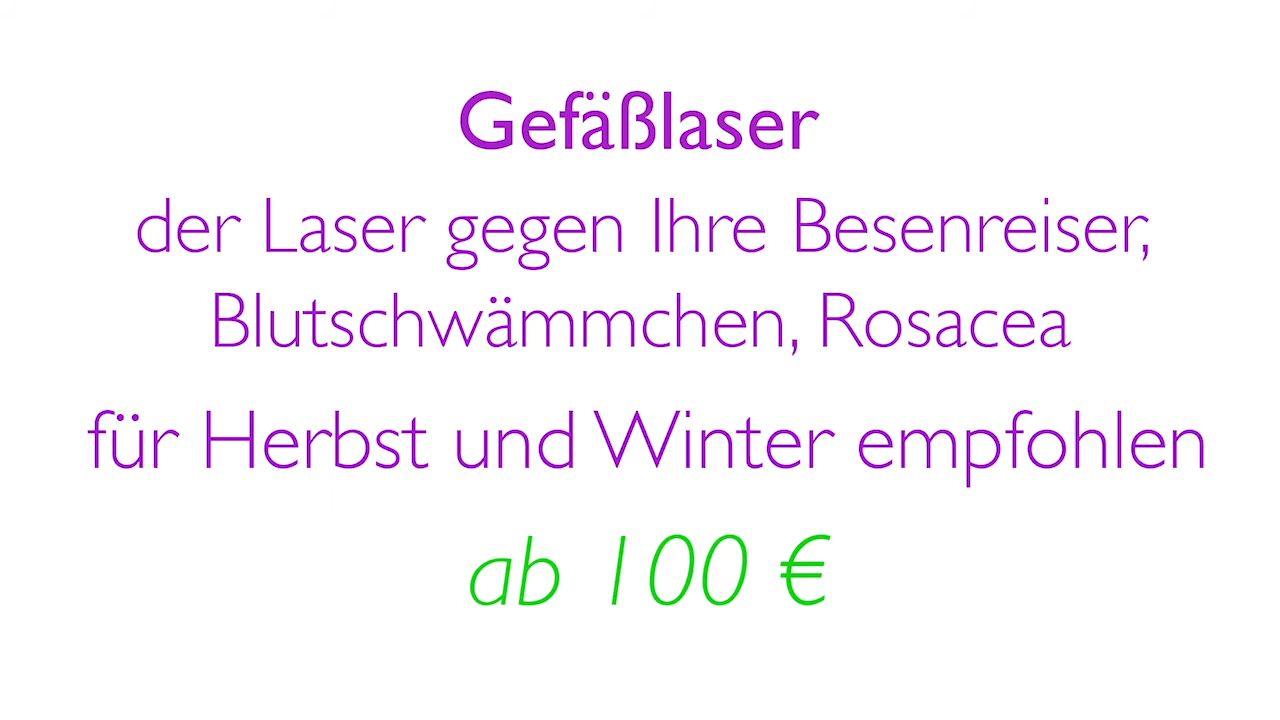 Gefäßlaser
der Laser gegen Ihre Besenreiser,
Blutschwämmchen, Rosacea
für Herbst und Winter empfohlen
ab 100 €